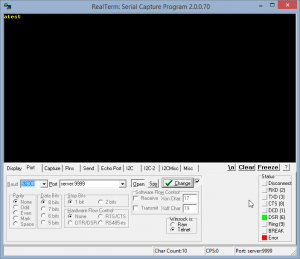 RealTerm: Serial Capture Program 2.0.0.70
atest
Display Port Capture Pins Send Echo Port I2C I2C-2 I2CMisc Misc \n Clear Freeze ?
Baud Port server:9999 Open Spy Change
Parity
None
Odd
Even
Mark
Space
Data Bits
8 bits
7 bits
6 bits
5 bits
Stop Bits
1 bit 2 bits
Hardware Flow Control
None RTS/CTS
DTR/DSR RS485-rts
Software Flow Control
Receive Xon Char: 17
Transmit Xoff Char: 19
Winsock is:
Raw
Telnet
Status
Disconnect
RXD (2)
TXD (3)
CTS (8)
DCD (1)
DSR (6)
Ring (9)
BREAK
Error
Char Count:10 CPS:0 Port: server:9999